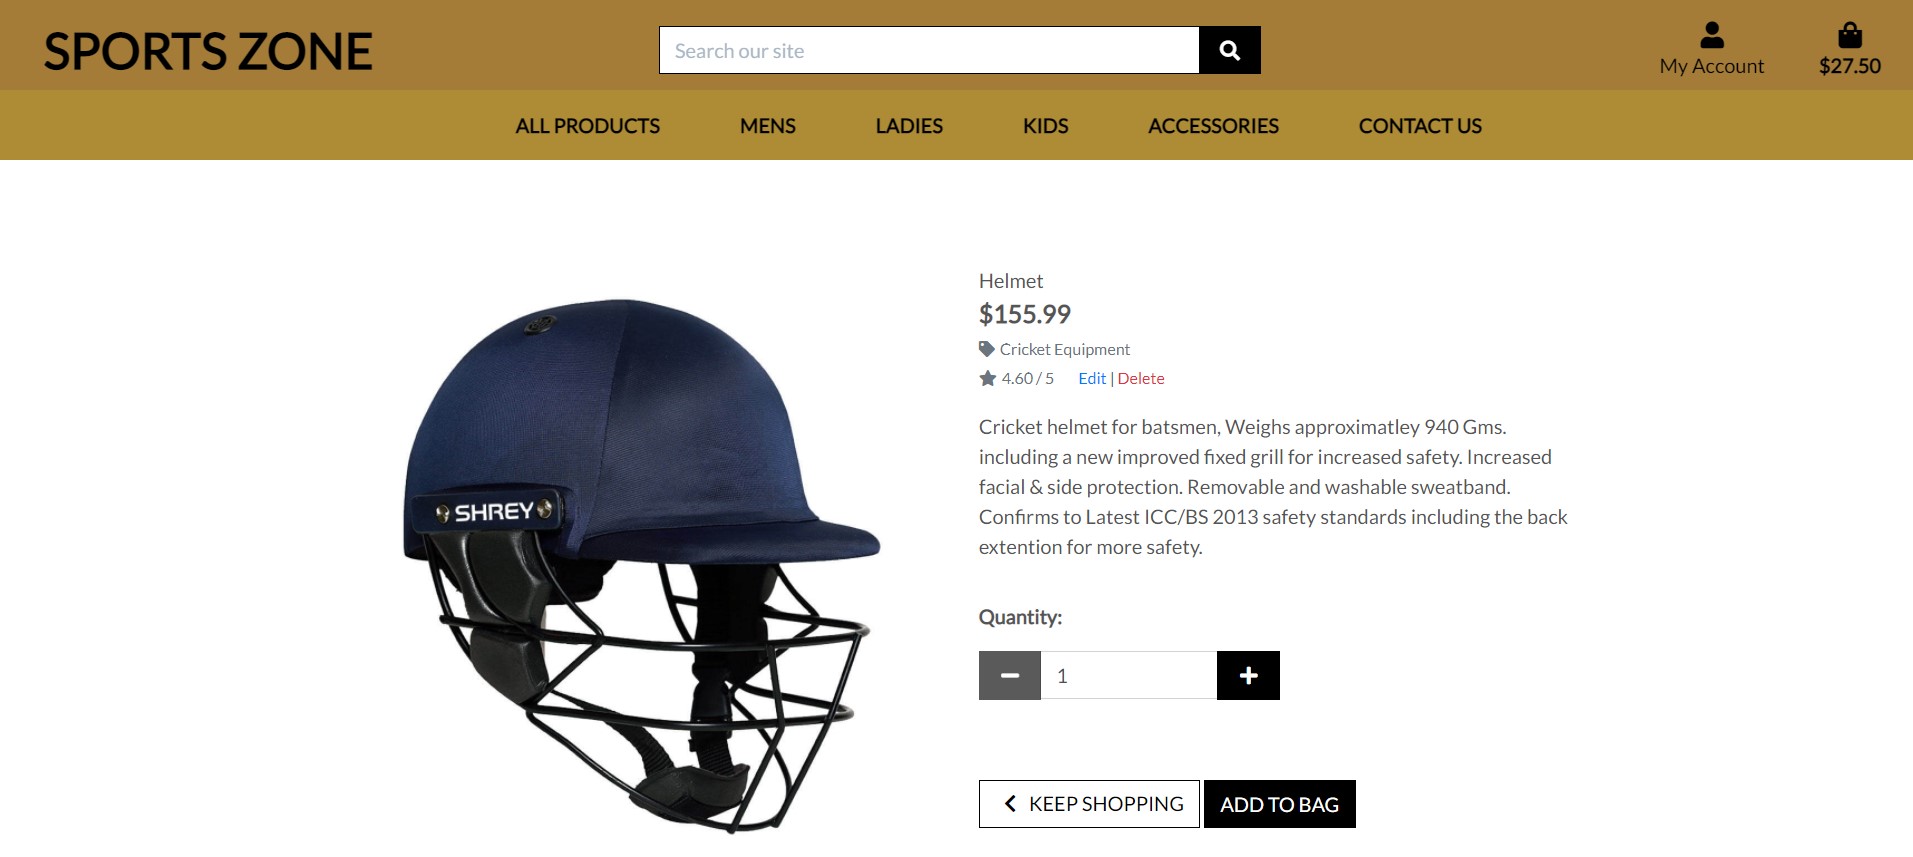 SPORTS ZONE
Search our site
My Account
$27.50
ALL PRODUCTS
MENS
LADIES
KIDS
ACCESSORIES
CONTACT US
SHREY
Helmet
$155.99
Cricket Equipment
4.60 / 5 Edit | Delete
Cricket helmet for batsmen, Weighs approximatley 940 Gms.
including a new improved fixed grill for increased safety. Increased
facial & side protection. Removable and washable sweatband.
Confirms to Latest ICC/BS 2013 safety standards including the back
extention for more safety.
Quantity:
1
KEEP SHOPPING
ADD TO BAG